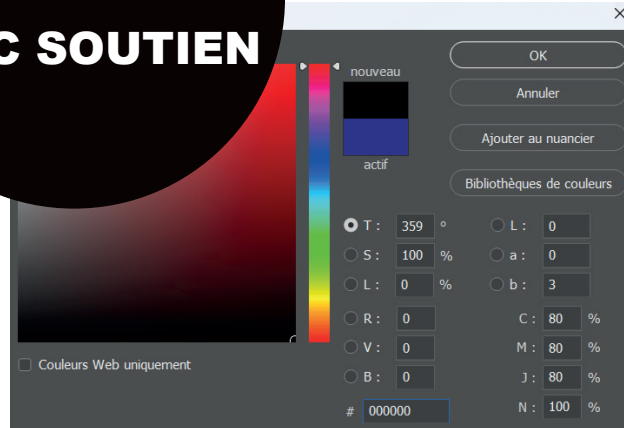 C SOUTIEN
nouveau
actif
OK
Annuler
Ajouter au nuancier
Bibliothèques de couleurs
T : 359 °
S : 100 %
L : 0 %
R : 0
V : 0
B : 0
# 000000
L : 0
a : 0
b : 3
C : 80 %
M : 80 %
J : 80 %
N : 100 %
Couleurs Web uniquement